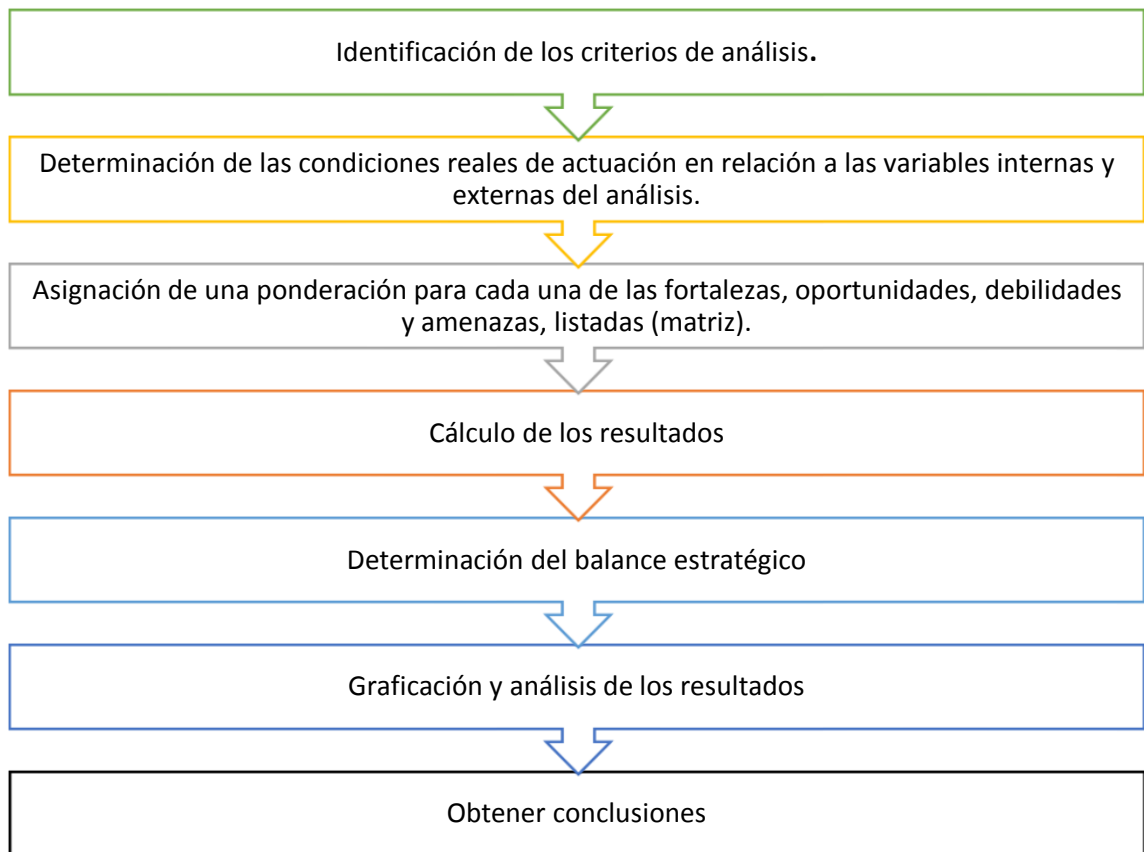 Identificación de los criterios de análisis.
Determinación de las condiciones reales de actuación en relación a las variables internas y
externas del análisis.
Asignación de una ponderación para cada una de las fortalezas, oportunidades, debilidades
y amenazas, listadas (matriz).
Cálculo de los resultados
Determinación del balance estratégico
Graficación y análisis de los resultados
Obtener conclusiones